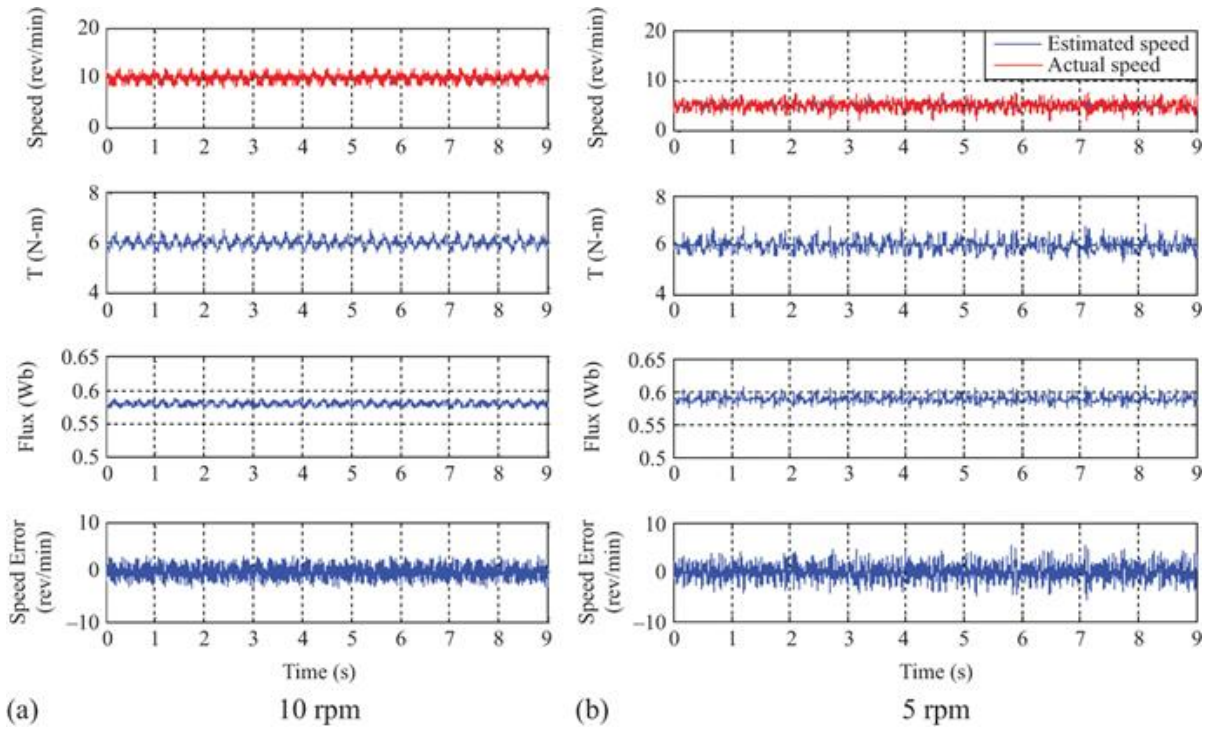 Speed (rev/min)
20
10
0
0 1 2 3 4 5 6 7 8 9
T (N-m)
8
6
4
0 1 2 3 4 5 6 7 8 9
Flux (Wb)
0.65
0.6
0.55
0.5
0 1 2 3 4 5 6 7 8 9
Speed Error
(rev/min)
10
0
–10
0 1 2 3 4 5 6 7 8 9
Time (s)
(a) 10 rpm
Speed (rev/min)
20
10
0
Estimated speed
Actual speed
0 1 2 3 4 5 6 7 8 9
T (N-m)
8
6
4
0 1 2 3 4 5 6 7 8 9
Flux (Wb)
0.65
0.6
0.55
0.5
0 1 2 3 4 5 6 7 8 9
Speed Error
(rev/min)
10
0
–10
0 1 2 3 4 5 6 7 8 9
Time (s)
(b) 5 rpm